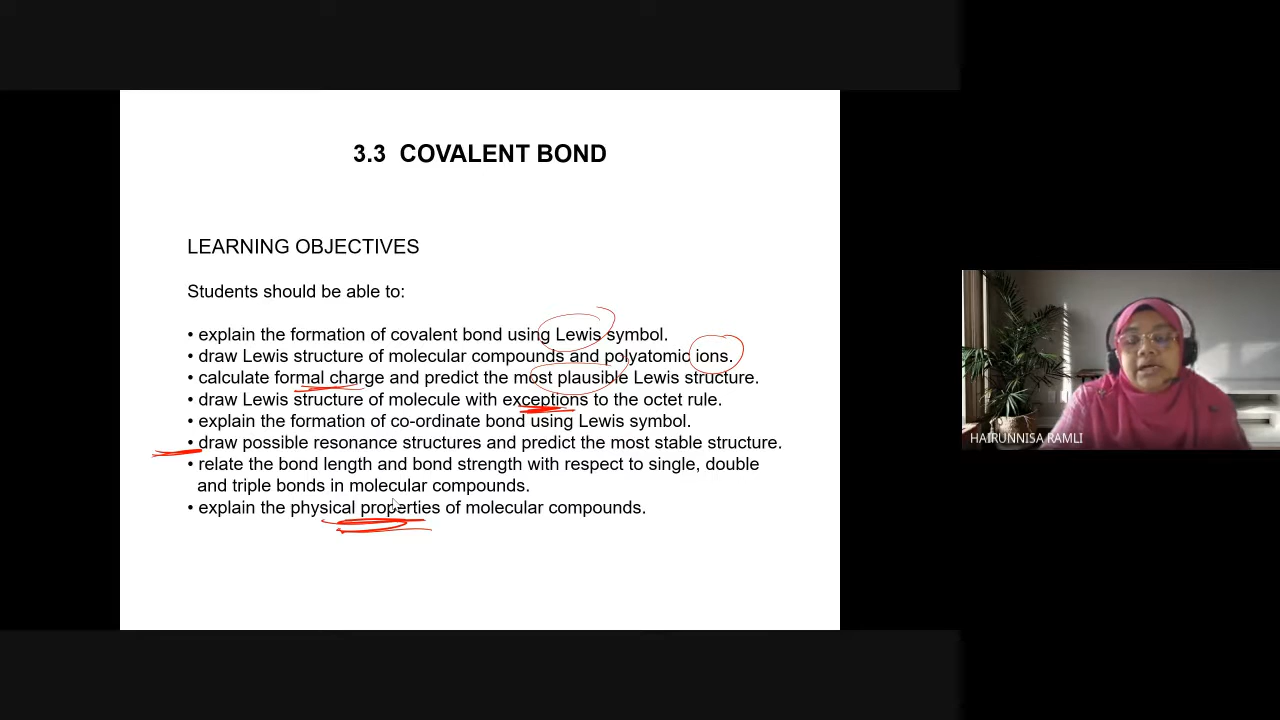 3.3 COVALENT BOND
LEARNING OBJECTIVES
Students should be able to:
• explain the formation of covalent bond using Lewis symbol.
• draw Lewis structure of molecular compounds and polyatomic ions.
• calculate formal charge and predict the most plausible Lewis structure.
• draw Lewis structure of molecule with exceptions to the octet rule.
• explain the formation of co-ordinate bond using Lewis symbol.
• draw possible resonance structures and predict the most stable structure.
• relate the bond length and bond strength with respect to single, double
and triple bonds in molecular compounds.
• explain the physical properties of molecular compounds.
HAIRUNNISA RAMLI